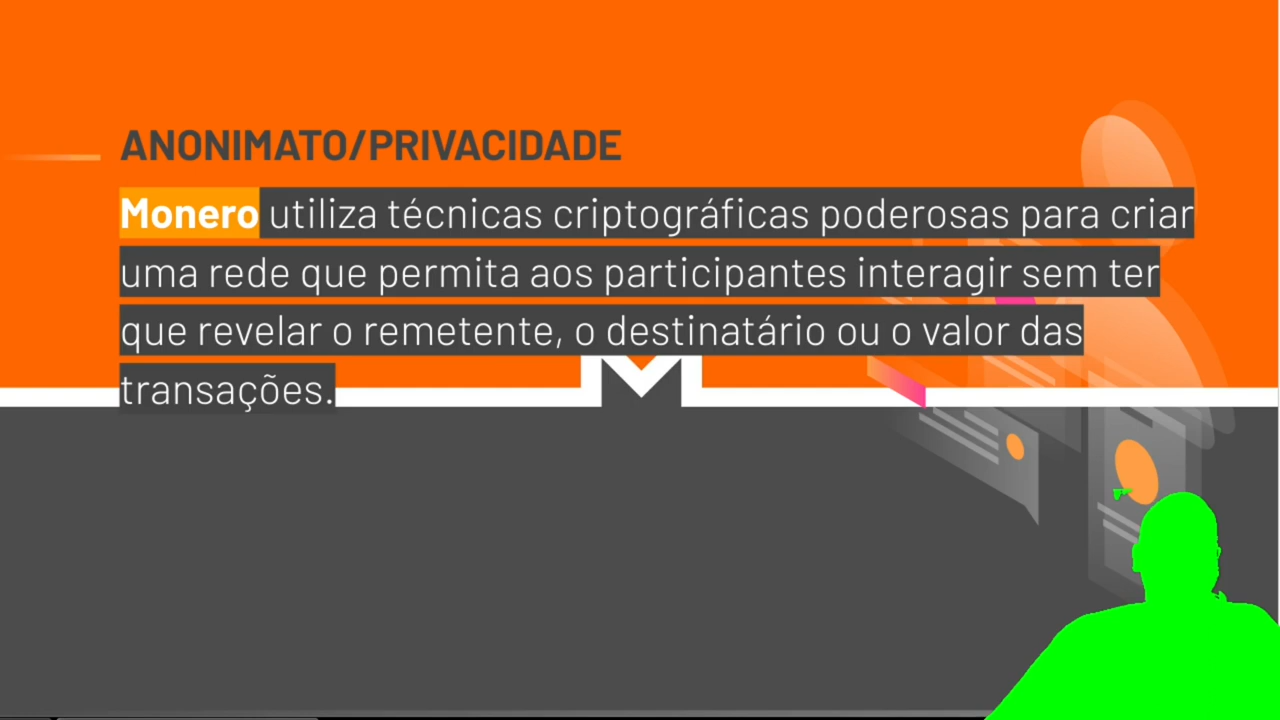 ANONIMATO/PRIVACIDADE
Monero utiliza técnicas criptográficas poderosas para criar
uma rede que permita aos participantes interagir sem ter
que revelar o remetente, o destinatário ou o valor das
transações.